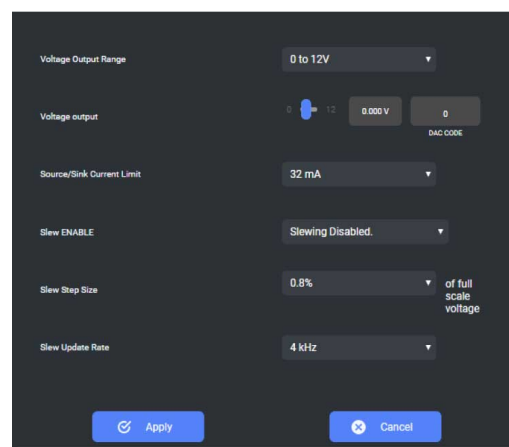 Voltage Output Range 0 to 12V
Voltage output 0 12 0.000 V 0
DAC CODE
Source/Sink Current Limit 32 mA
Slew ENABLE Slewing Disabled.
Slew Step Size 0.8% of full
scale
voltage
Slew Update Rate 4 kHz
Apply Cancel